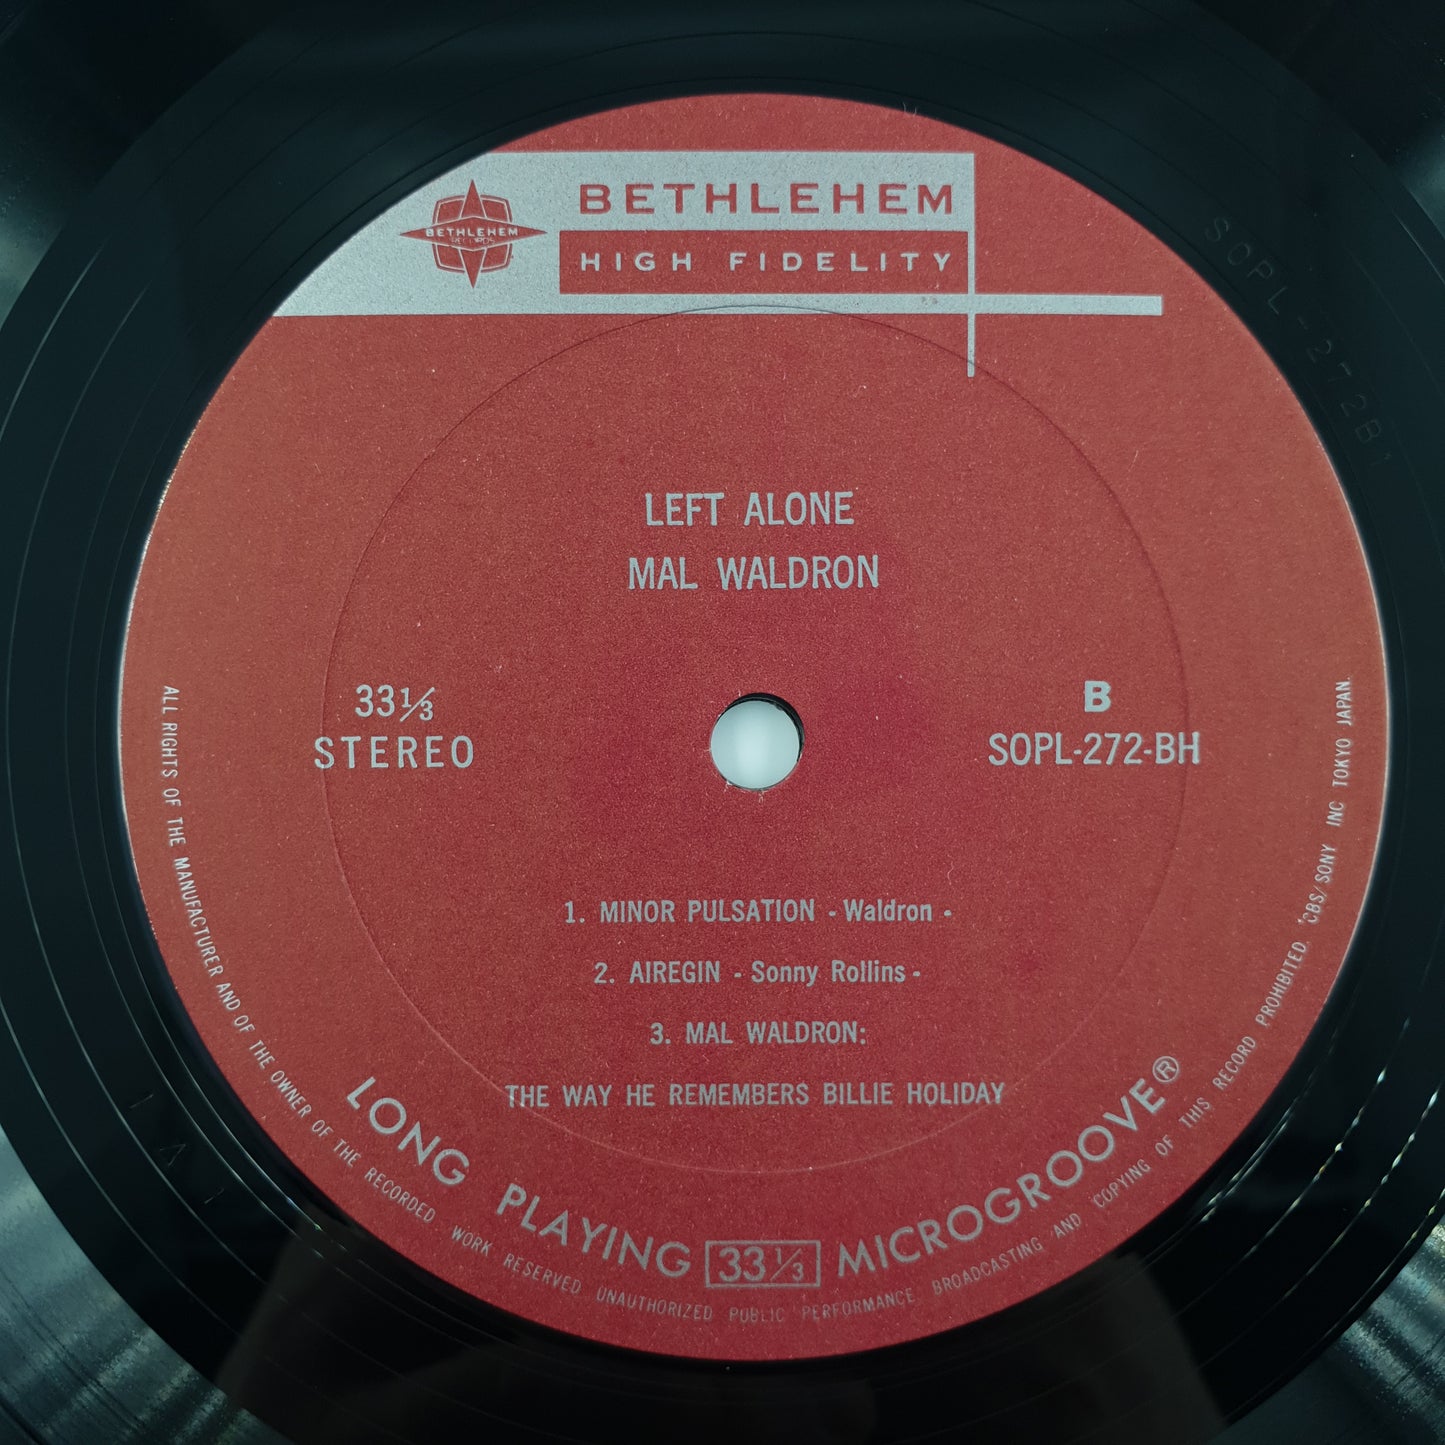 BETHLEHEM
HIGH FIDELITY
BETHLEHEM
RECORDS
SOPL-272B1
LEFT ALONE
MAL WALDRON
33⅓
STEREO
B
SOPL-272-BH
1. MINOR PULSATION - Waldron -
2. AIREGIN - Sonny Rollins -
3. MAL WALDRON:
THE WAY HE REMEMBERS BILLIE HOLIDAY
LONG PLAYING 33⅓ MICROGROOVE®
ALL RIGHTS OF THE MANUFACTURER AND OF THE OWNER OF THE RECORDED WORK RESERVED UNAUTHORIZED PUBLIC PERFORMANCE BROADCASTING AND COPYING OF THIS RECORD PROHIBITED. CBS/SONY INC TOKYO JAPAN